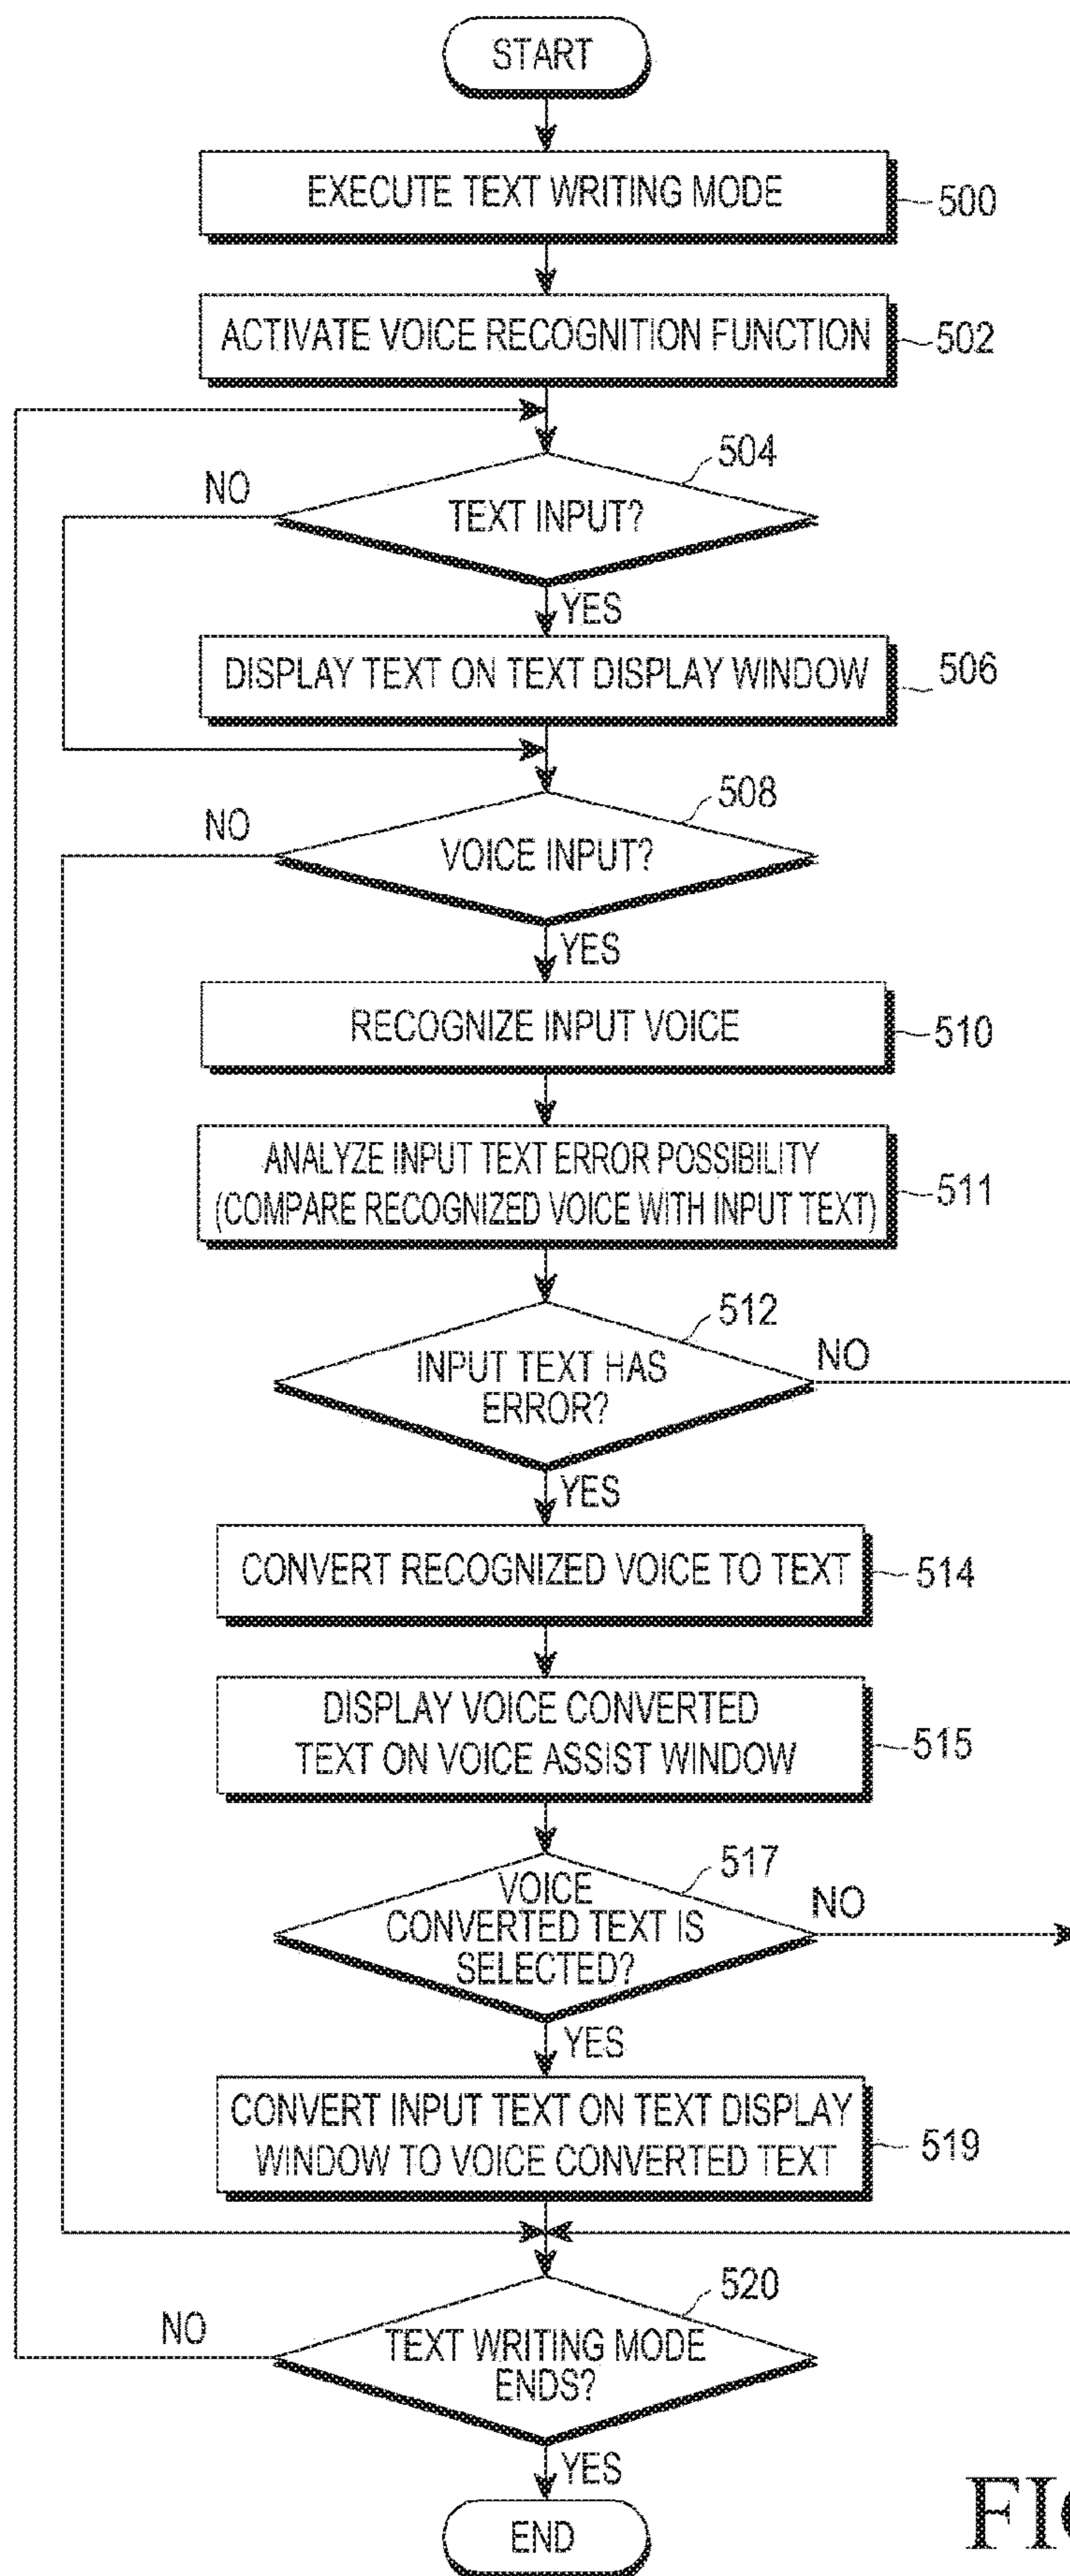 START
EXECUTE TEXT WRITING MODE
500
ACTIVATE VOICE RECOGNITION FUNCTION
502
504
NO
TEXT INPUT?
YES
DISPLAY TEXT ON TEXT DISPLAY WINDOW
506
508
NO
VOICE INPUT?
YES
RECOGNIZE INPUT VOICE
510
ANALYZE INPUT TEXT ERROR POSSIBILITY
(COMPARE RECOGNIZED VOICE WITH INPUT TEXT)
511
512
NO
INPUT TEXT HAS
ERROR?
YES
CONVERT RECOGNIZED VOICE TO TEXT
514
DISPLAY VOICE CONVERTED
TEXT ON VOICE ASSIST WINDOW
515
517
VOICE
CONVERTED TEXT IS
SELECTED?
NO
YES
CONVERT INPUT TEXT ON TEXT DISPLAY
WINDOW TO VOICE CONVERTED TEXT
519
520
NO
TEXT WRITING MODE
ENDS?
YES
END